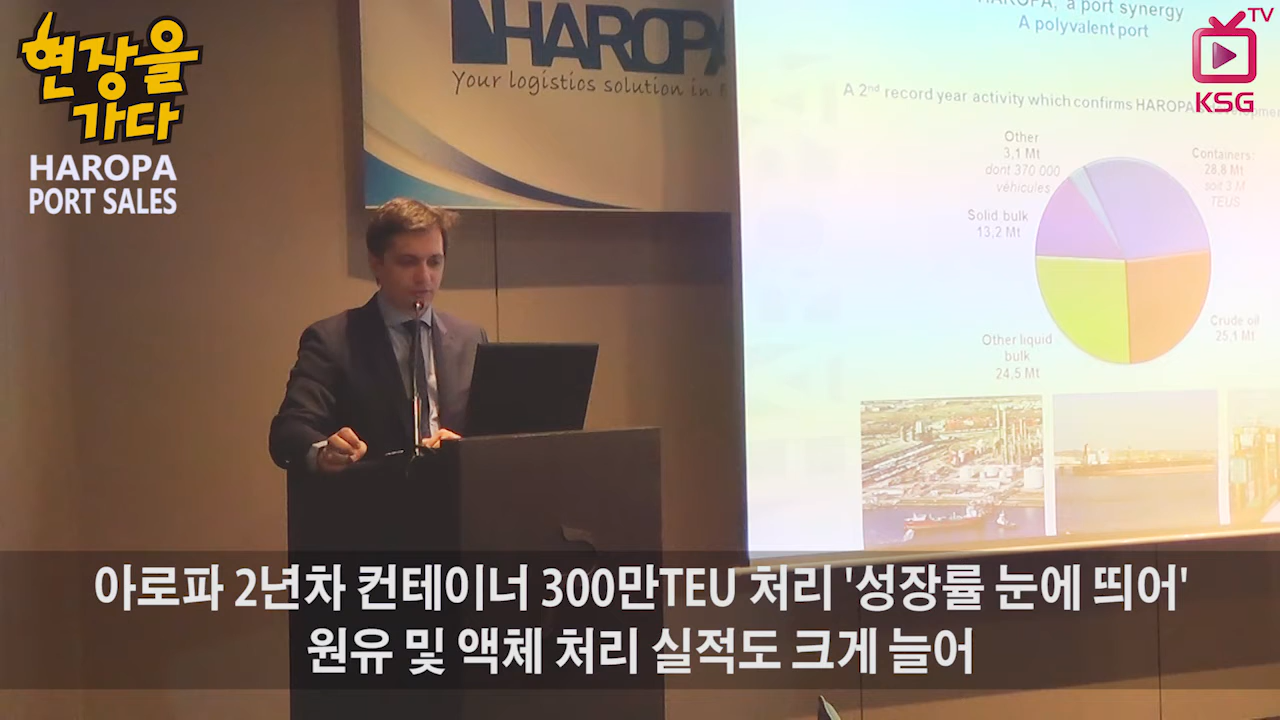 현장을
가다
HAROPA
PORT SALES
TV
KSG
HAROPA
Your logistics solution in
HAROPA, a port synergy
A polyvalent port
A 2nd record year activity which confirms HAROPA's development
Other
3,1 Mt
dont 370 000
véhicules
Containers:
28,8 Mt
soit 3 M
TEUS
Solid bulk
13,2 Mt
Crude oil
25,1 Mt
Other liquid
bulk
24,5 Mt
아로파 2년차 컨테이너 300만TEU 처리 '성장률 눈에 띄어'
원유 및 액체 처리 실적도 크게 늘어